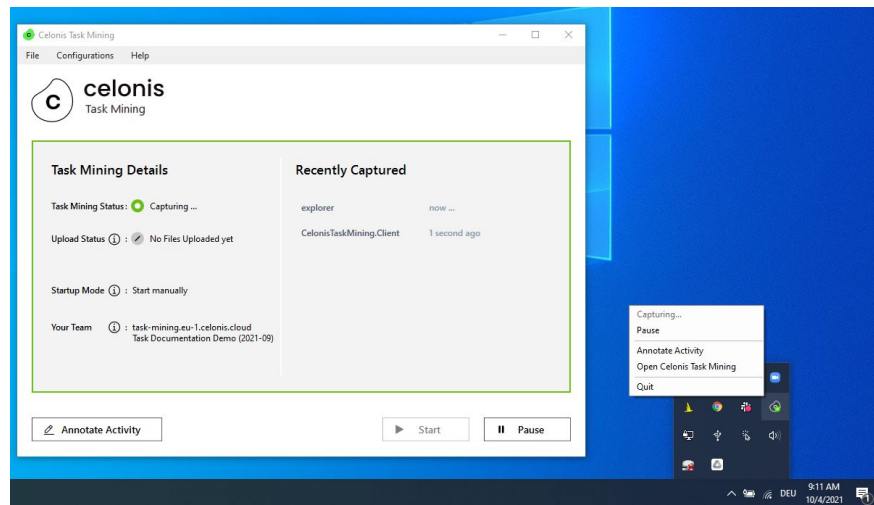 Celonis Task Mining
File Configurations Help
c celonis
Task Mining
Task Mining Details
Task Mining Status: Capturing ...
Upload Status i : No Files Uploaded yet
Startup Mode i : Start manually
Your Team i : task-mining.eu-1.celonis.cloud
Task Documentation Demo (2021-09)
Recently Captured
explorer now ...
CelonisTaskMining.Client 1 second ago
Annotate Activity
Start
Pause
Capturing...
Pause
Annotate Activity
Open Celonis Task Mining
Quit
DEU
9:11 AM
10/4/2021
1